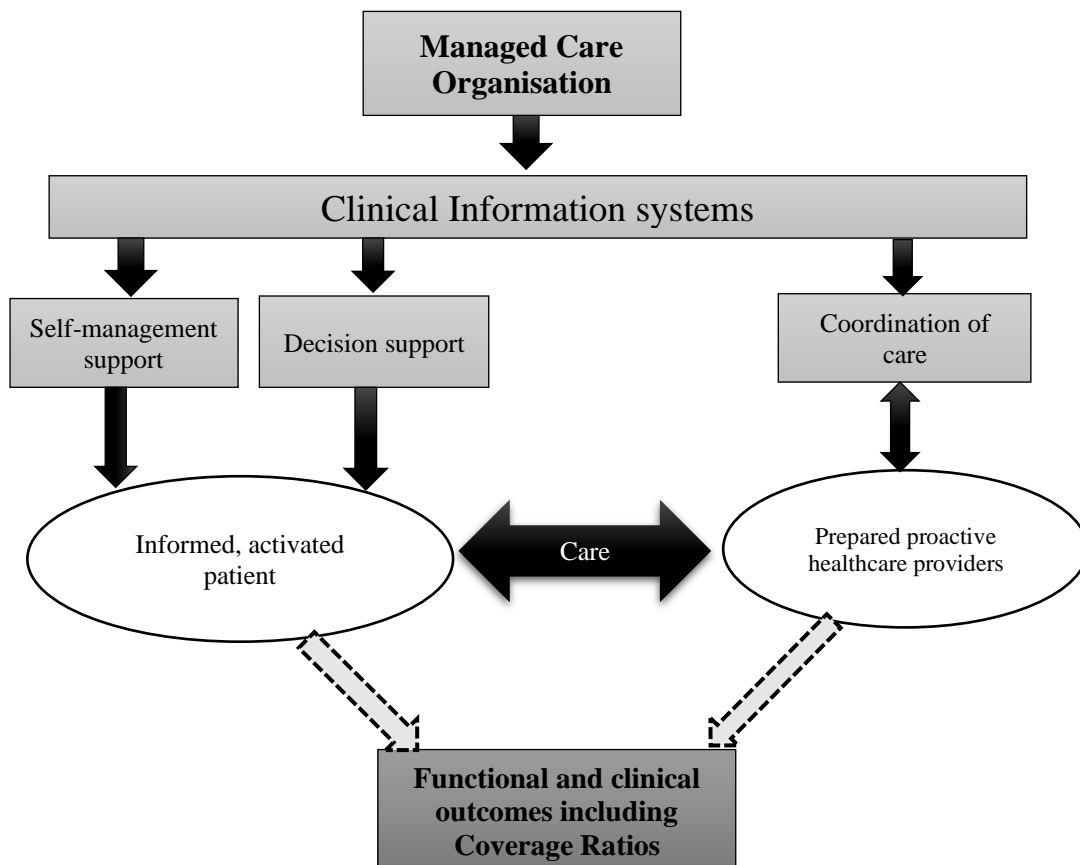 Managed Care
Organisation
Clinical Information systems
Self-management
support
Decision support
Coordination of
care
Informed, activated
patient
Care
Prepared proactive
healthcare providers
Functional and clinical
outcomes including
Coverage Ratios